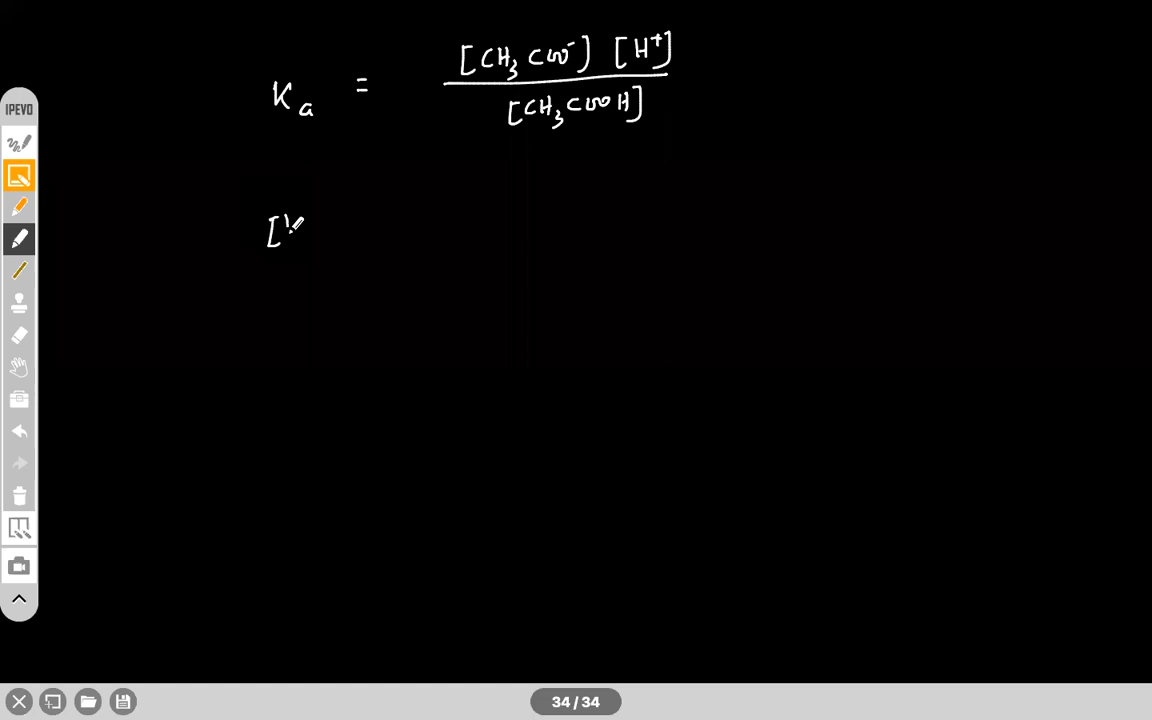 IPEVO
Ka = [CH3COO-] [H+] / [CH3COOH]
[
34 / 34